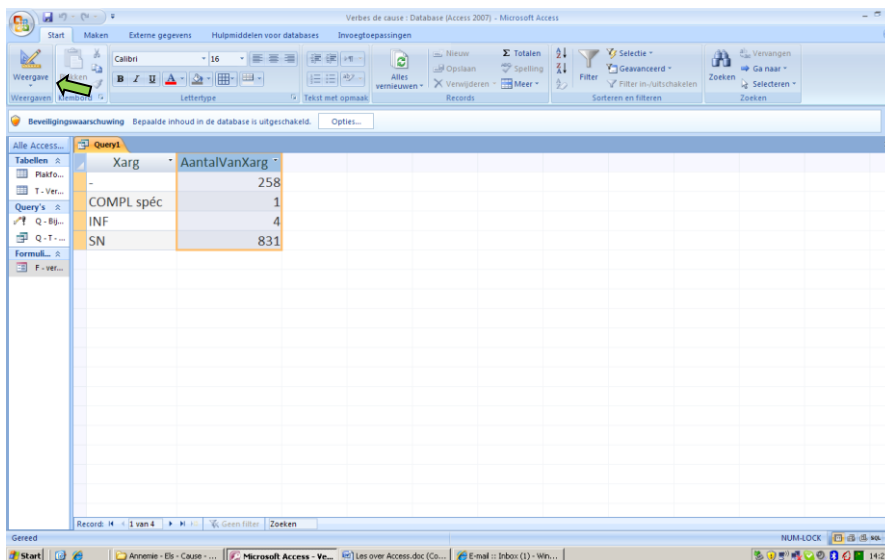 Verbes de cause : Database (Access 2007) - Microsoft Access
Start Maken Externe gegevens Hulpmiddelen voor databases Invoegtoepassingen
Weergave
Calibri 16
B I U A
Alles vernieuwen
Nieuw
Opslaan
Verwijderen
Totalen
Spelling
Meer
Filter
Selectie
Geavanceerd
Filter in-/uitschakelen
Zoeken
Vervangen
Ga naar
Selecteren
Weergaven Klembord Lettertype Tekst met opmaak Records Sorteren en filteren Zoeken
Beveiligingswaarschuwing Bepaalde inhoud in de database is uitgeschakeld. Opties...
Alle Access... Query1
Tabellen
Plakfo...
T - Ver...
Query's
Q - Bij...
Q - T - ...
Formuli...
F - ver...
Xarg AantalVanXarg
- 258
COMPL spéc 1
INF 4
SN 831
Record: 1 van 4 Geen filter Zoeken
Gereed NUM-LOCK
Start Annemie - Els - Cause - ... Microsoft Access - Ve... Les over Access.doc (Co... E-mail :: Inbox (1) - Win... 14:2